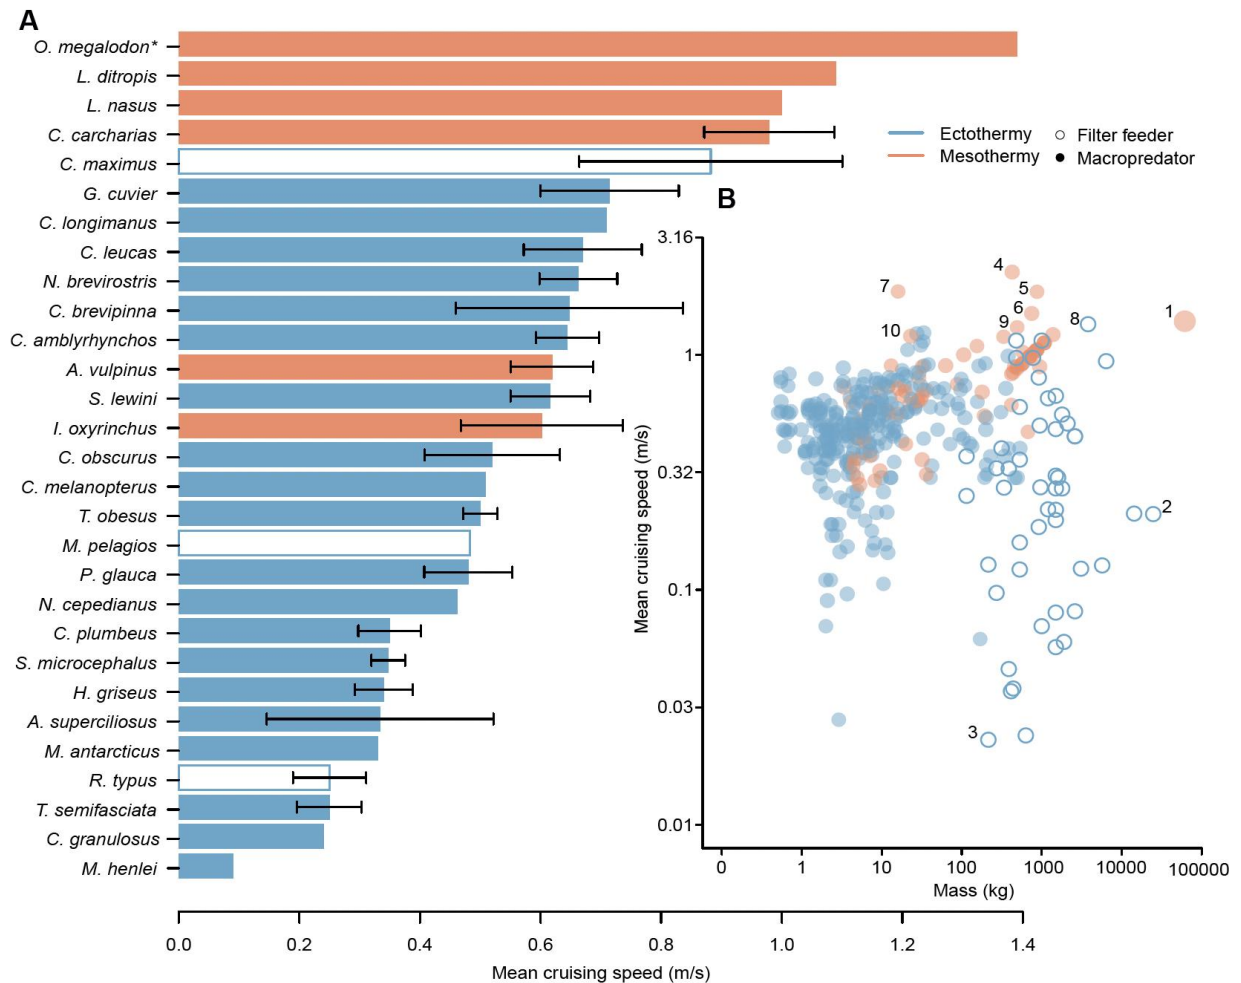 A
O. megalodon*
L. ditropis
L. nasus
C. carcharias
C. maximus
G. cuvier
C. longimanus
C. leucas
N. brevirostris
C. brevipinna
C. amblyrhynchos
A. vulpinus
S. lewini
I. oxyrinchus
C. obscurus
C. melanopterus
T. obesus
M. pelagios
P. glauca
N. cepedianus
C. plumbeus
S. microcephalus
H. griseus
A. superciliosus
M. antarcticus
R. typus
T. semifasciata
C. granulosus
M. henlei
0.0 0.2 0.4 0.6 0.8 1.0 1.2 1.4
Mean cruising speed (m/s)
Ectothermy Filter feeder
Mesothermy Macropredator
B
Mean cruising speed (m/s)
3.16
1
0.32
0.1
0.03
0.01
4
7
5
6
9
8
1
10
2
3
0 1 10 100 1000 10000 100000
Mass (kg)